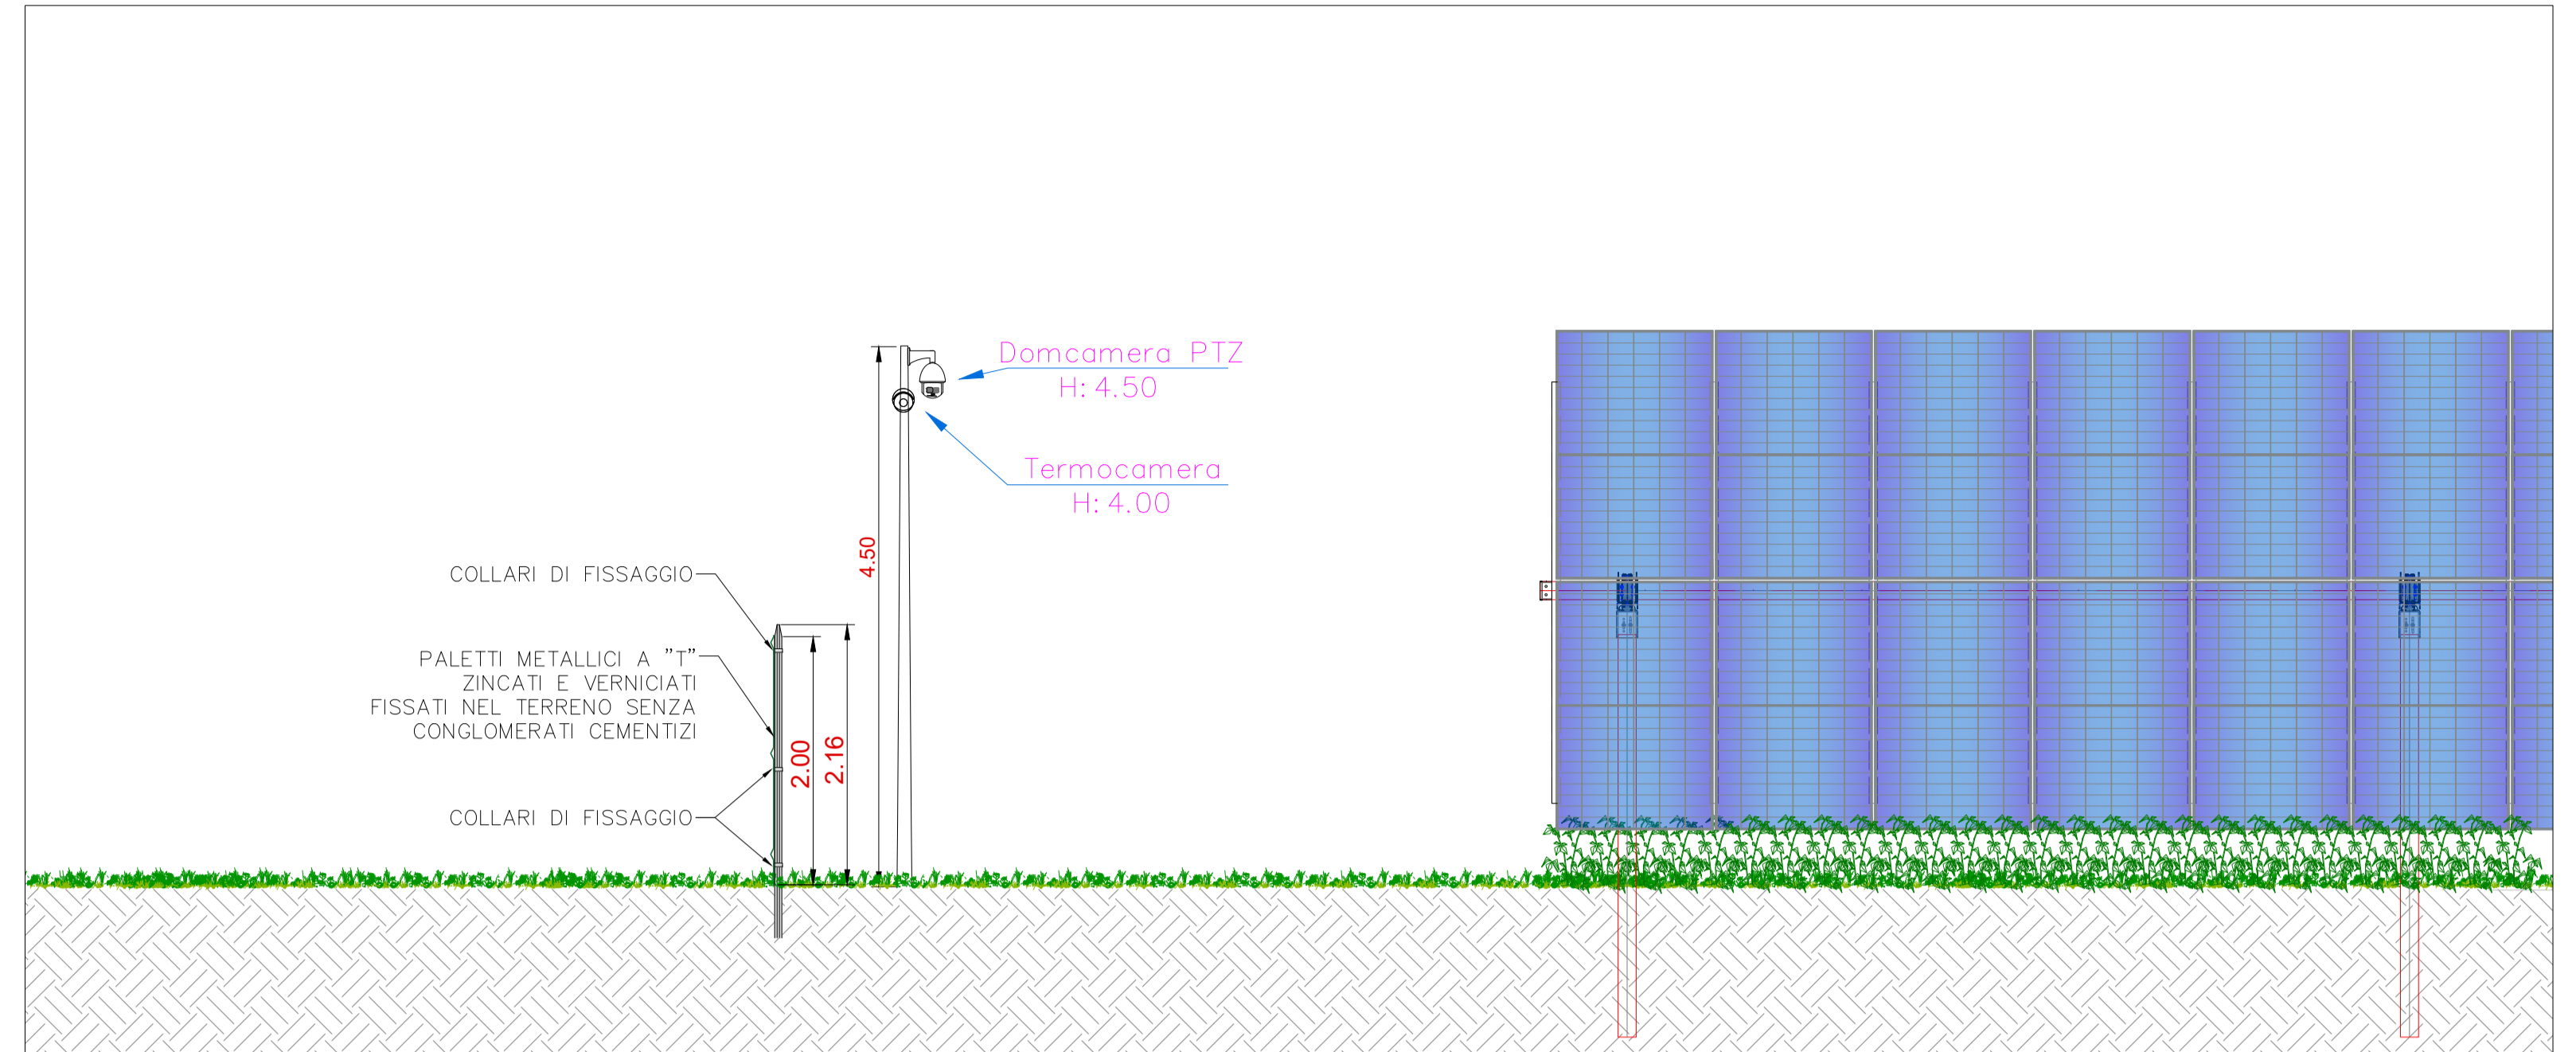 Domcamera PTZ
H: 4.50
Termocamera
H: 4.00
4.50
COLLARI DI FISSAGGIO
PALETTI METALLICI A "T"
ZINCATI E VERNICIATI
FISSATI NEL TERRENO SENZA
CONGLOMERATI CEMENTIZI
2.00
2.16
COLLARI DI FISSAGGIO